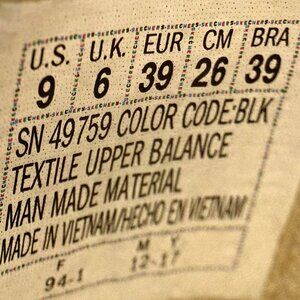 U.S. U.K. EUR CM BRA
9 6 39 26 39
SN 49759 COLOR CODE:BLK
TEXTILE UPPER BALANCE
MAN MADE MATERIAL
MADE IN VIETNAM/HECHO EN VIETNAM
F M Y
94-1 12-17